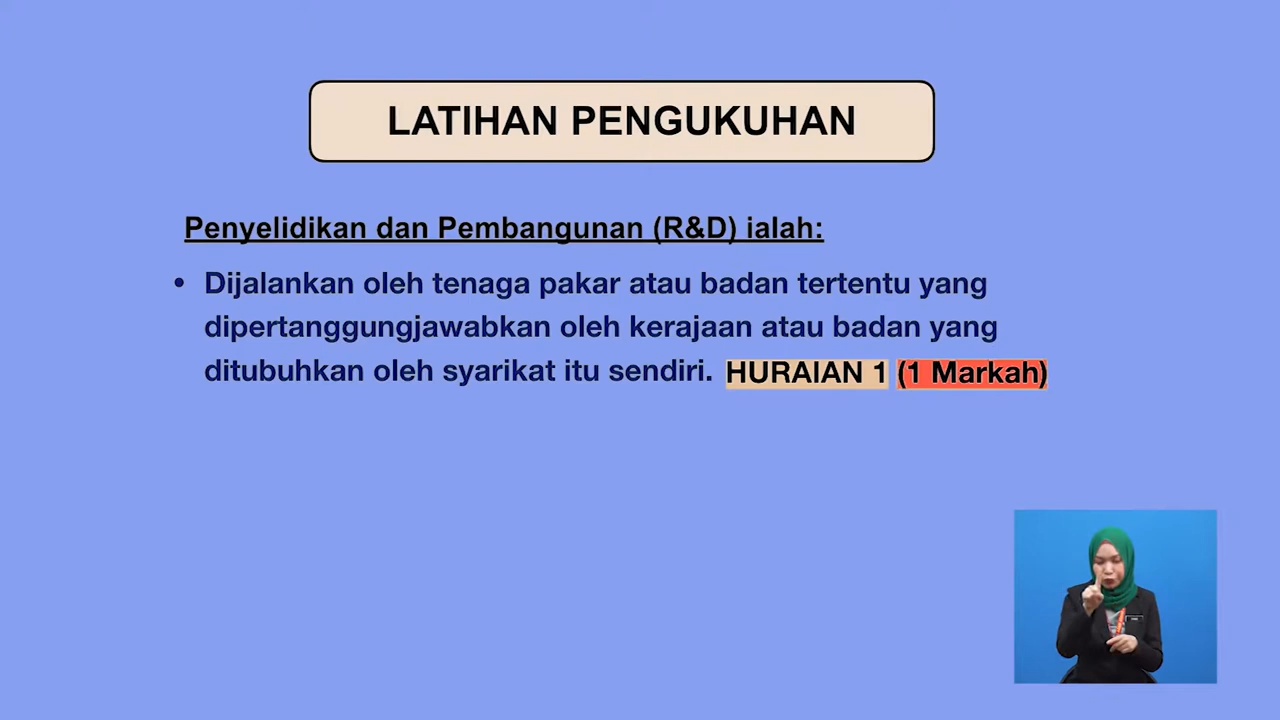 LATIHAN PENGUKUHAN
Penyelidikan dan Pembangunan (R&D) ialah:
• Dijalankan oleh tenaga pakar atau badan tertentu yang
dipertanggungjawabkan oleh kerajaan atau badan yang
ditubuhkan oleh syarikat itu sendiri. HURAIAN 1 (1 Markah)